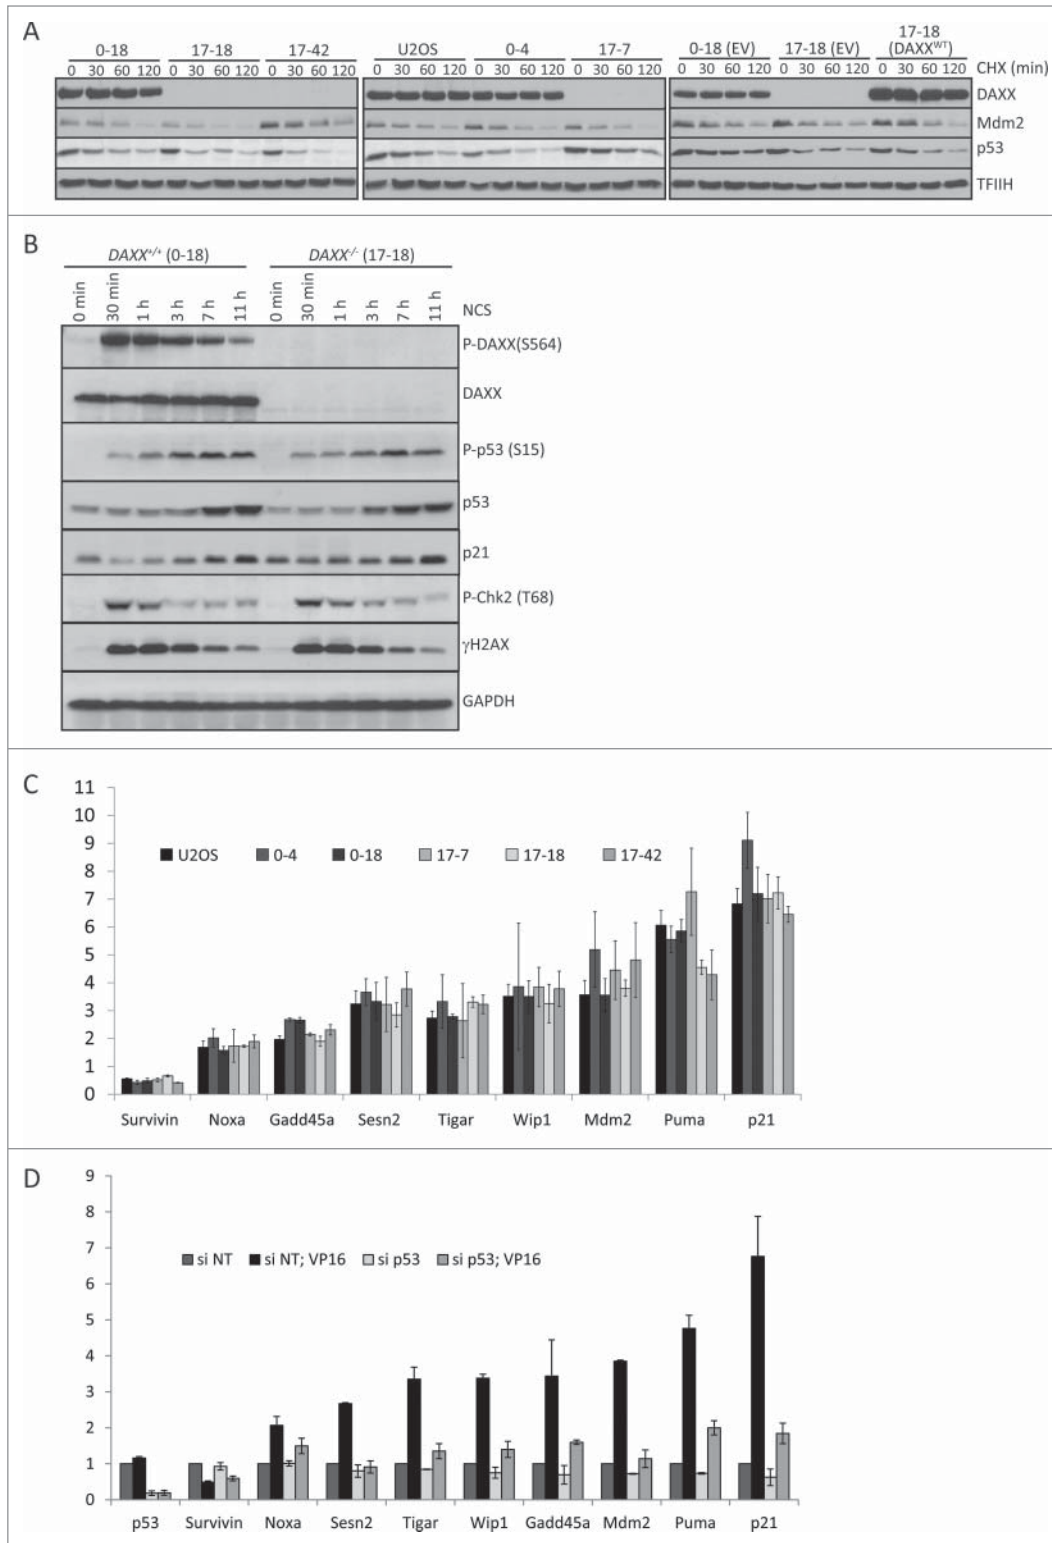 A
0-18 17-18 17-42 U2OS 0-4 17-7 0-18 (EV) 17-18 (EV) 17-18 (DAXXWT)
0 30 60 120 0 30 60 120 0 30 60 120 0 30 60 120 0 30 60 120 0 30 60 120 0 30 60 120 0 30 60 120 0 30 60 120 CHX (min)
DAXX
Mdm2
p53
TFIIH
B
DAXX+/+ (0-18) DAXX-/- (17-18)
0 min 30 min 1 h 3 h 7 h 11 h 0 min 30 min 1 h 3 h 7 h 11 h NCS
P-DAXX(S564)
DAXX
P-p53 (S15)
p53
p21
P-Chk2 (T68)
γH2AX
GAPDH
C
11
10
9
8
7
6
5
4
3
2
1
0
U2OS 0-4 0-18 17-7 17-18 17-42
Survivin Noxa Gadd45a Sesn2 Tigar Wip1 Mdm2 Puma p21
D
9
8
7
6
5
4
3
2
1
0
si NT si NT; VP16 si p53 si p53; VP16
p53 Survivin Noxa Sesn2 Tigar Wip1 Gadd45a Mdm2 Puma p21